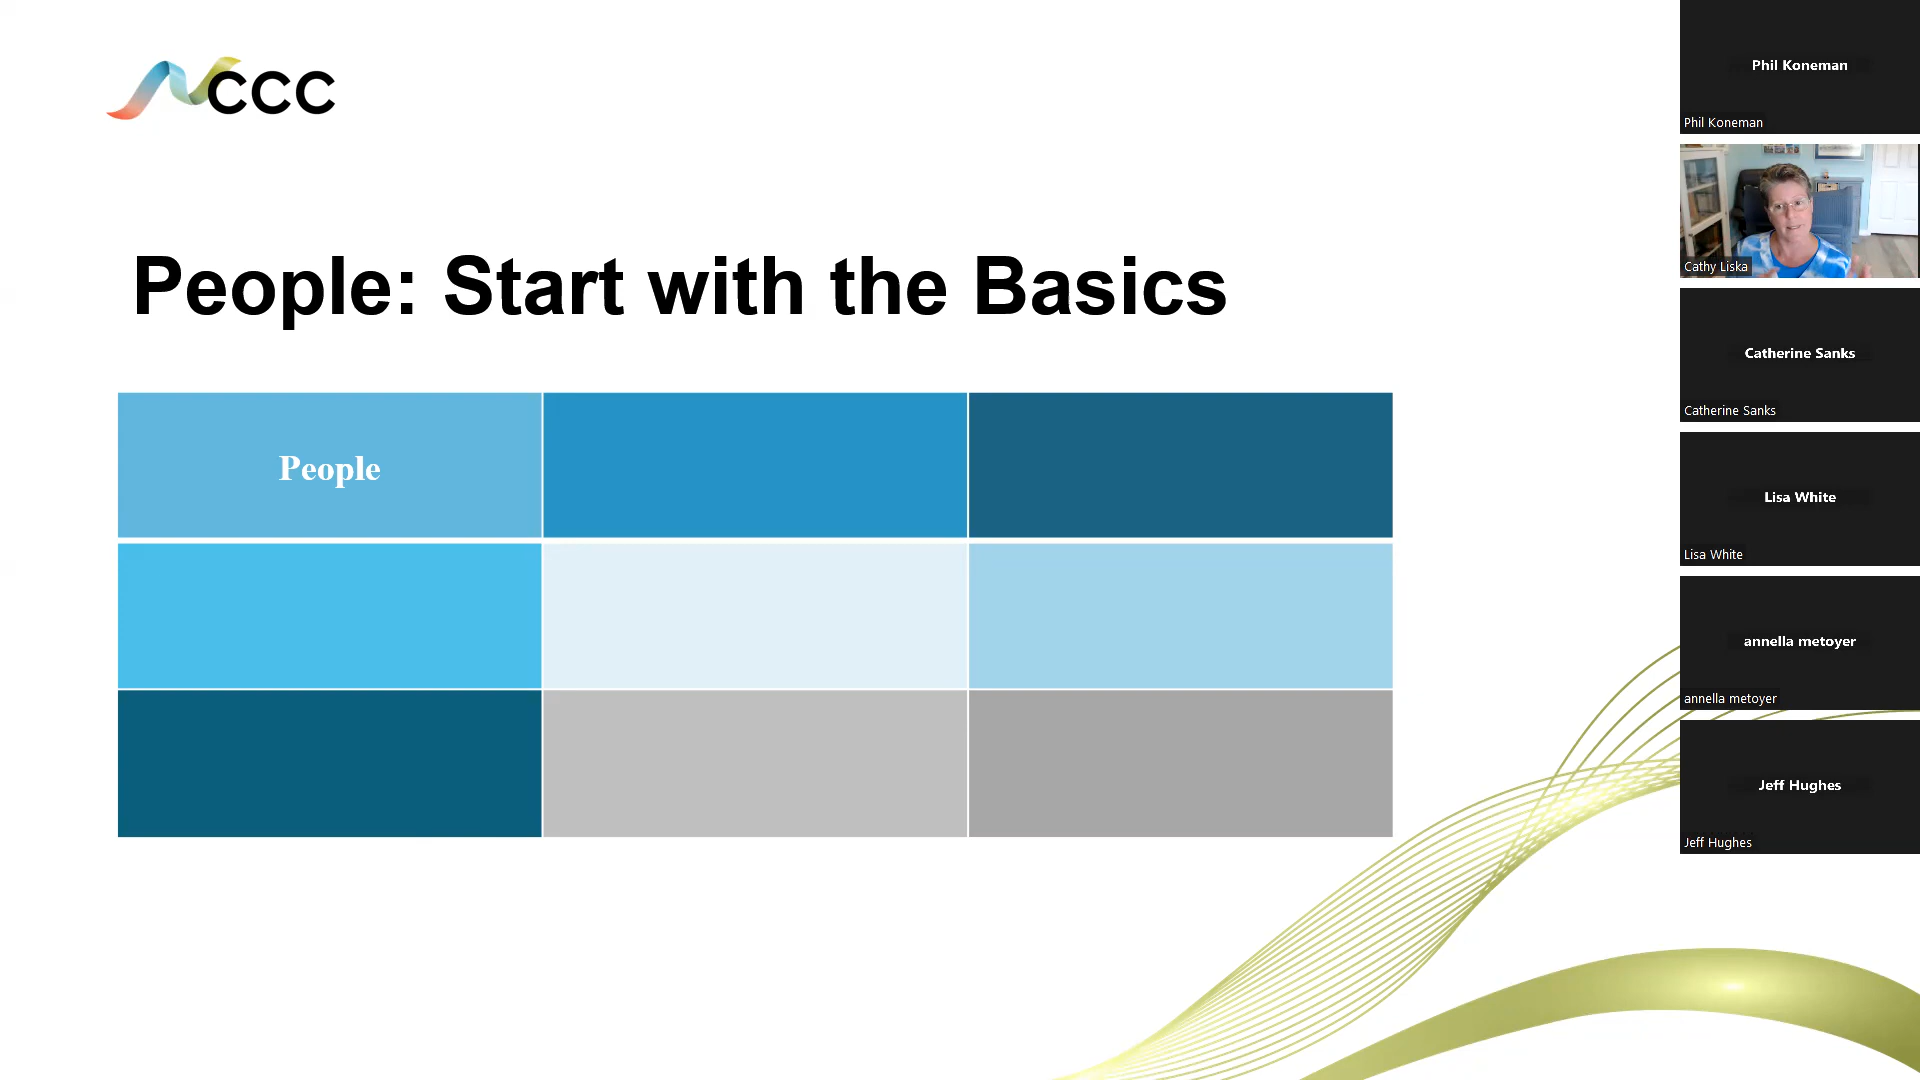 CCC
People: Start with the Basics
People
Phil Koneman
Phil Koneman
Cathy Liska
Catherine Sanks
Catherine Sanks
Lisa White
Lisa White
annella metoyer
annella metoyer
Jeff Hughes
Jeff Hughes